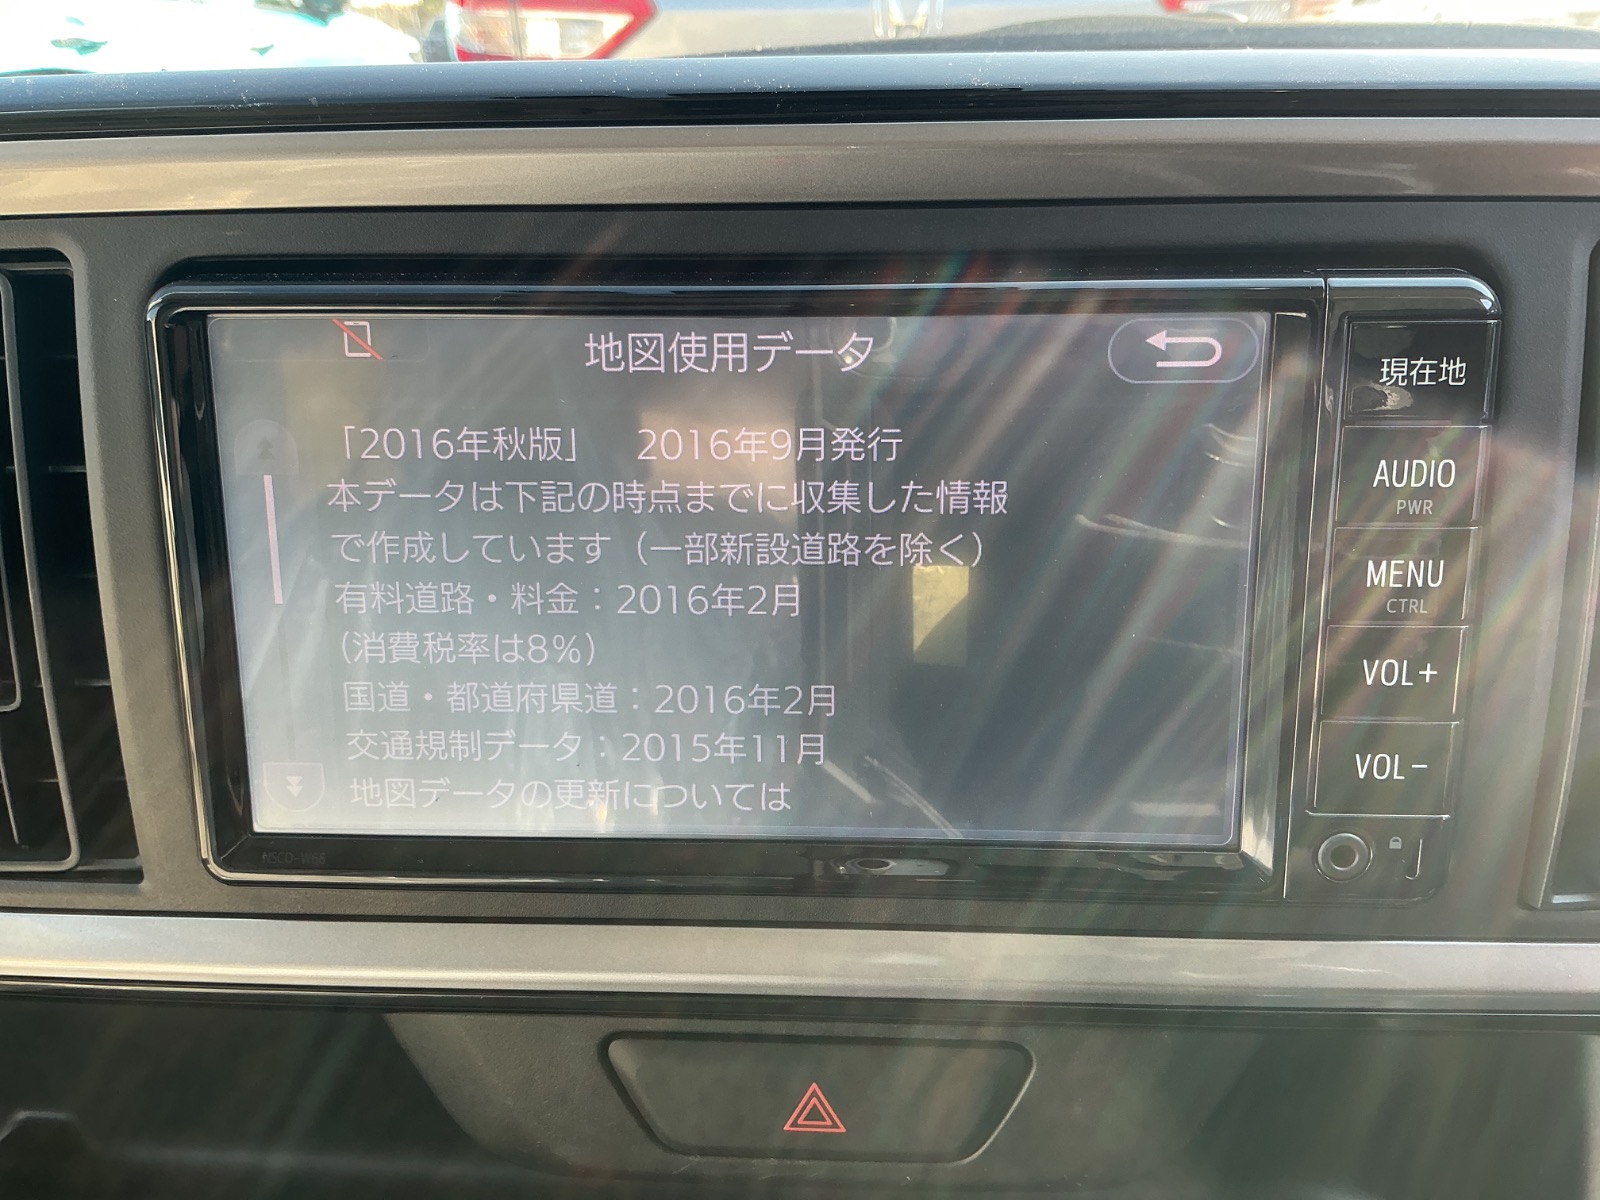 地図使用データ
「2016年秋版」 2016年9月発行
本データは下記の時点までに収集した情報
で作成しています（一部新設道路を除く）
有料道路・料金：2016年2月
(消費税率は8%)
国道・都道府県道：2016年2月
交通規制データ：2015年11月
地図データの更新については
現在地
AUDIO
PWR
MENU
CTRL
VOL+
VOL-
NSCD-W66